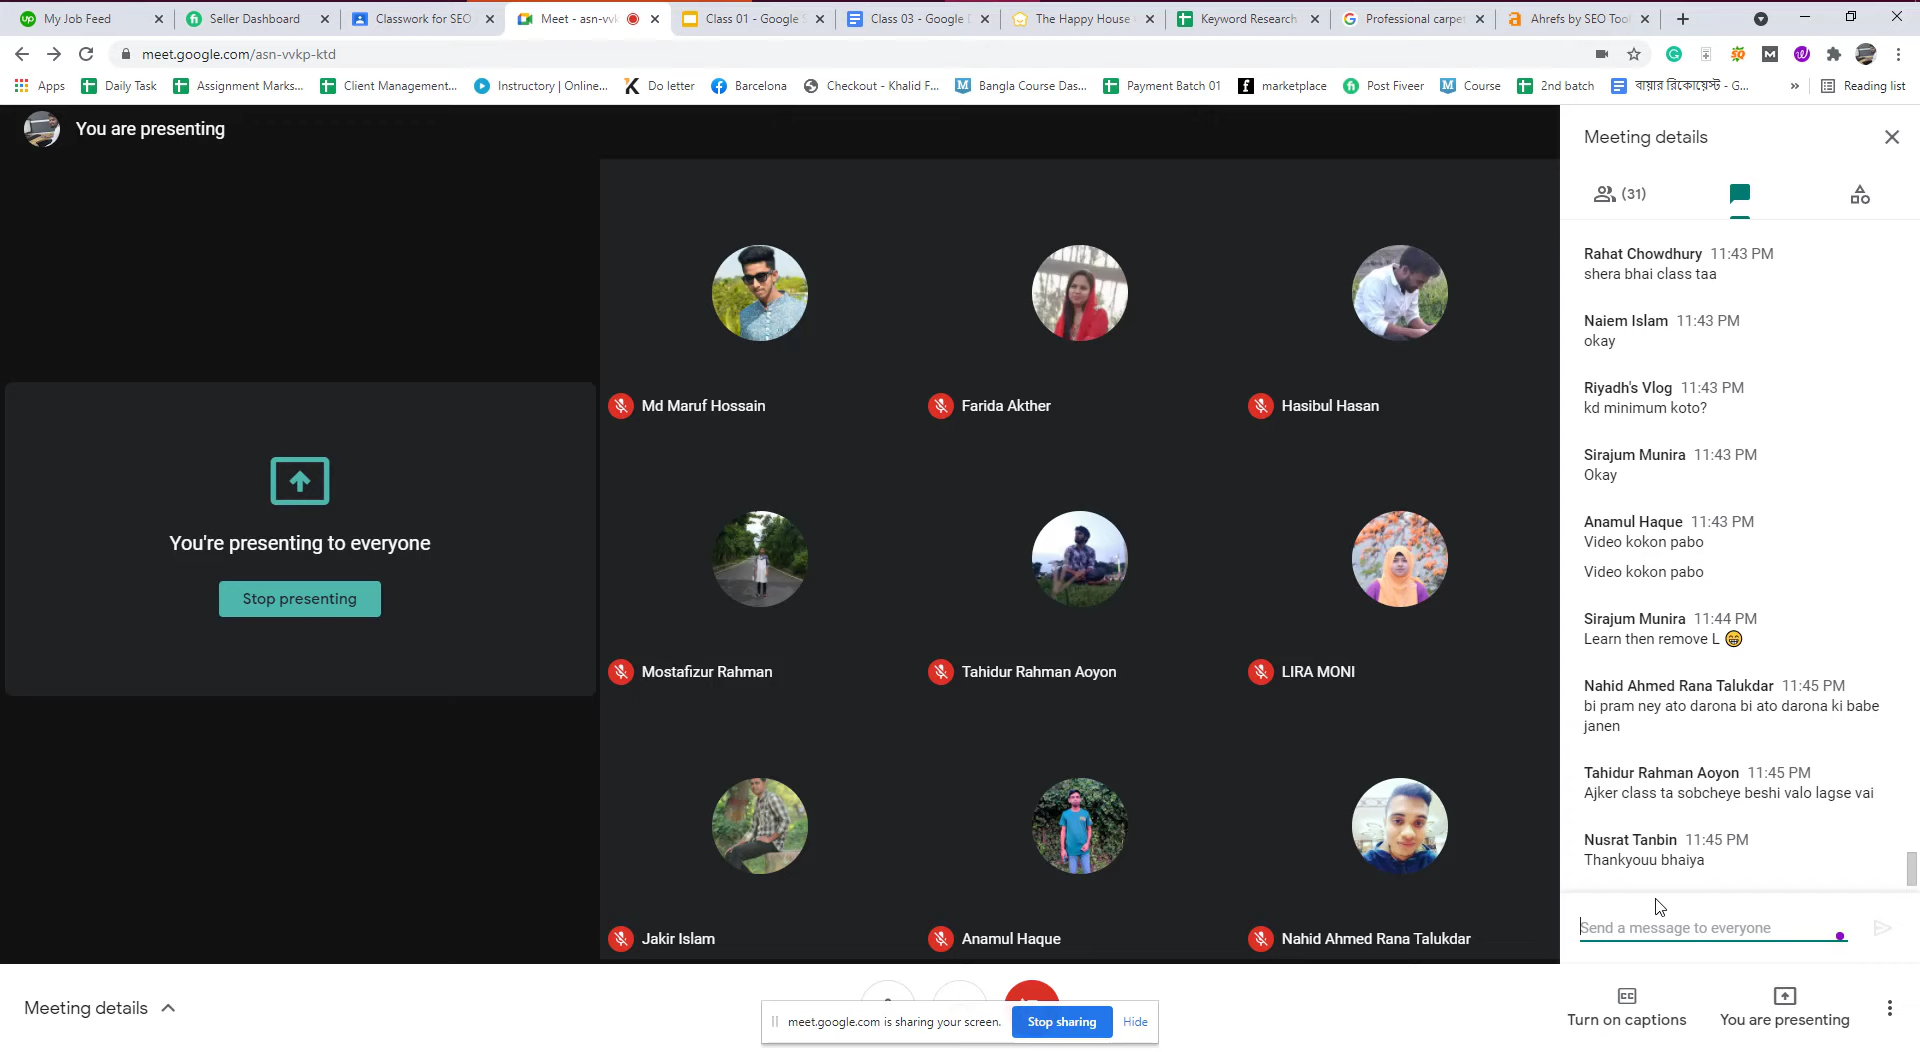 My Job Feed
Seller Dashboard
Classwork for SEO
Meet - asn-vvk
Class 01 - Google
Class 03 - Google
The Happy House
Keyword Research
Professional carpet
Ahrefs by SEO Tool
meet.google.com/asn-vvkp-ktd
Apps
Daily Task
Assignment Marks...
Client Management...
Instructory | Online...
Do letter
Barcelona
Checkout - Khalid F...
Bangla Course Das...
Payment Batch 01
marketplace
Post Fiveer
Course
2nd batch
বায়ার রিকোয়েস্ট - G...
Reading list
You are presenting
You're presenting to everyone
Stop presenting
Md Maruf Hossain
Farida Akther
Hasibul Hasan
Mostafizur Rahman
Tahidur Rahman Aoyon
LIRA MONI
Jakir Islam
Anamul Haque
Nahid Ahmed Rana Talukdar
Meeting details
(31)
Rahat Chowdhury 11:43 PM
shera bhai class taa
Naiem Islam 11:43 PM
okay
Riyadh's Vlog 11:43 PM
kd minimum koto?
Sirajum Munira 11:43 PM
Okay
Anamul Haque 11:43 PM
Video kokon pabo
Video kokon pabo
Sirajum Munira 11:44 PM
Learn then remove L 😁
Nahid Ahmed Rana Talukdar 11:45 PM
bi pram ney ato darona bi ato darona ki babe
janen
Tahidur Rahman Aoyon 11:45 PM
Ajker class ta sobcheye beshi valo lagse vai
Nusrat Tanbin 11:45 PM
Thankyouu bhaiya
Send a message to everyone
Meeting details
meet.google.com is sharing your screen.
Stop sharing
Hide
Turn on captions
You are presenting